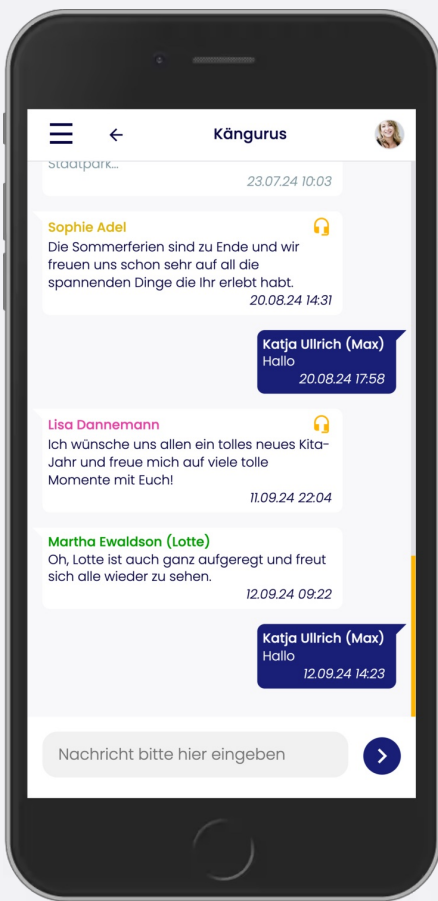 Kängurus
Stadtpark...
23.07.24 10:03
Sophie Adel
Die Sommerferien sind zu Ende und wir
freuen uns schon sehr auf all die
spannenden Dinge die Ihr erlebt habt.
20.08.24 14:31
Katja Ullrich (Max)
Hallo
20.08.24 17:58
Lisa Dannemann
Ich wünsche uns allen ein tolles neues Kita-
Jahr und freue mich auf viele tolle
Momente mit Euch!
11.09.24 22:04
Martha Ewaldson (Lotte)
Oh, Lotte ist auch ganz aufgeregt und freut
sich alle wieder zu sehen.
12.09.24 09:22
Katja Ullrich (Max)
Hallo
12.09.24 14:23
Nachricht bitte hier eingeben